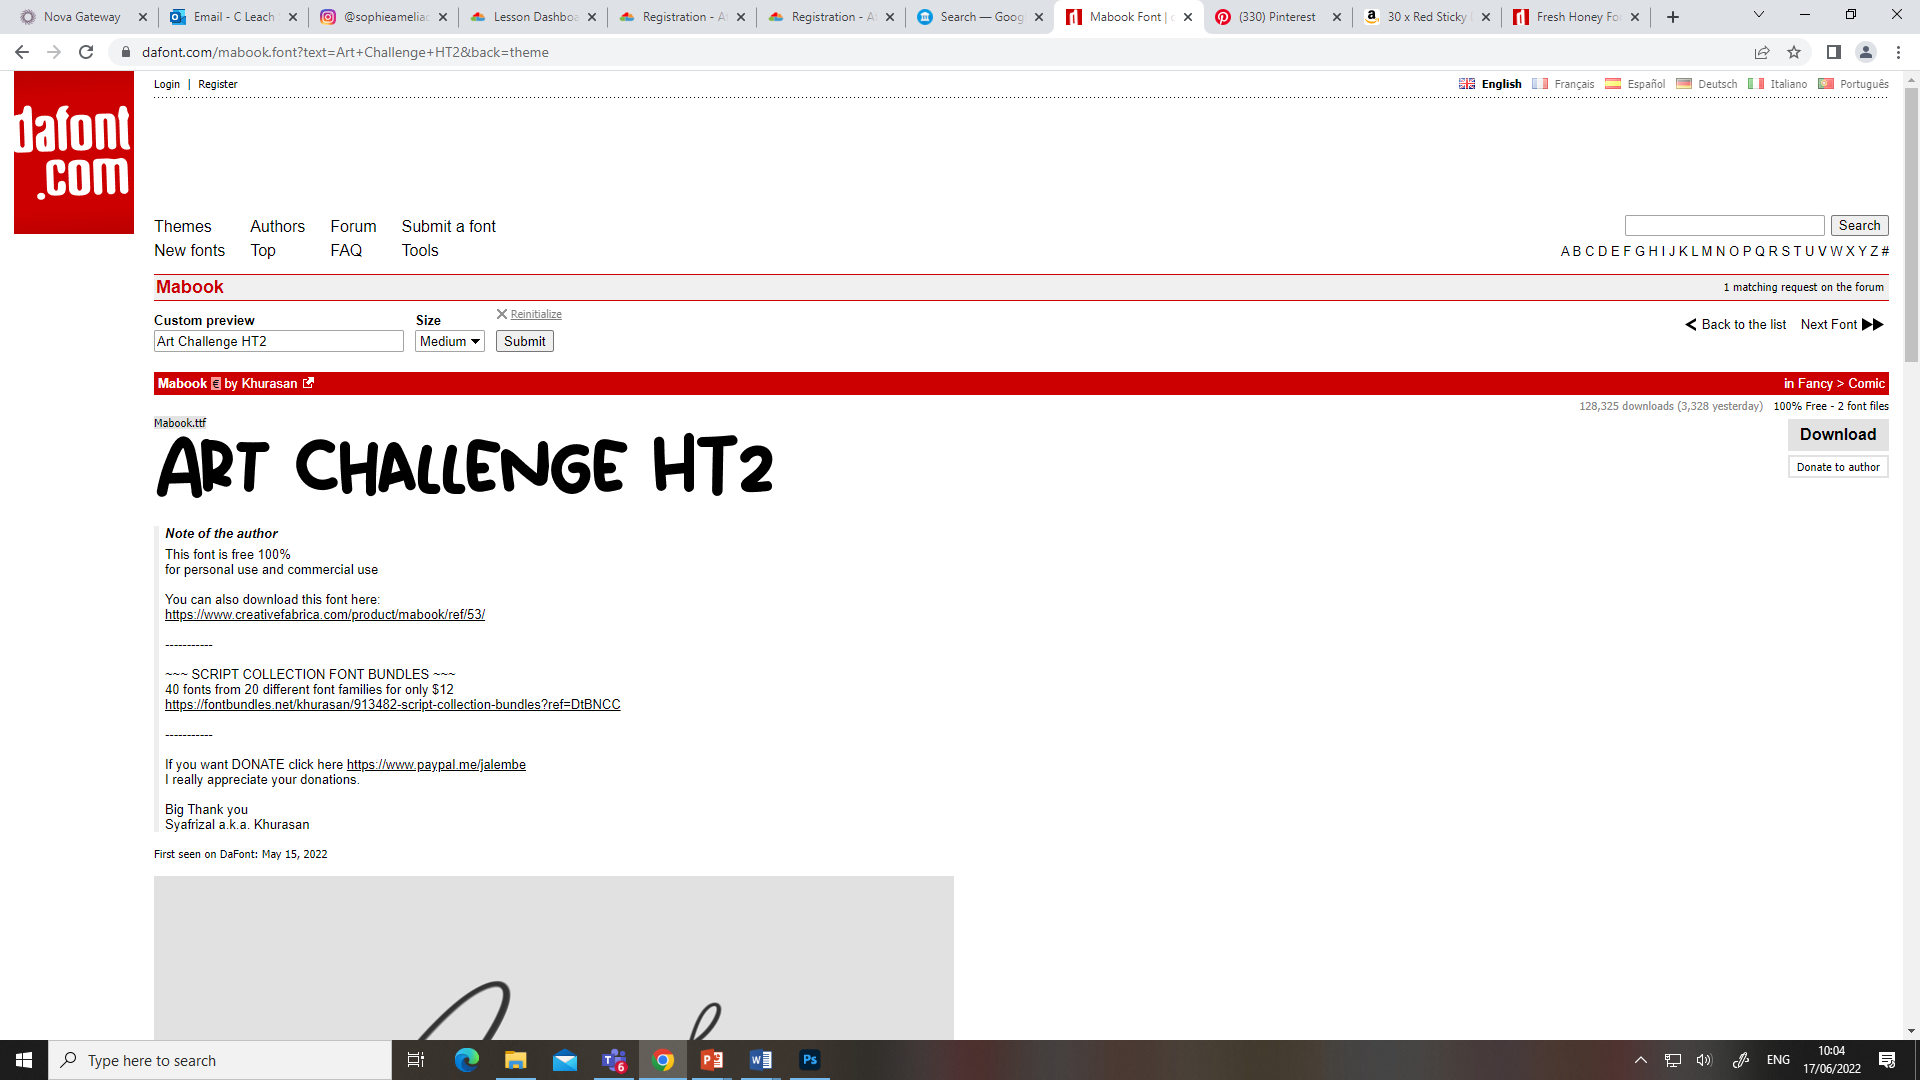 Nova Gateway
Email - C Leach
@sophieamelia
Lesson Dashboa
Registration - A
Registration - A
Search — Goog
Mabook Font |
(330) Pinterest
30 x Red Sticky
Fresh Honey Fo
dafont.com/mabook.font?text=Art+Challenge+HT2&back=theme
dafont
.com
Login | Register
English Français Español Deutsch Italiano Português
Themes Authors Forum Submit a font
Search
New fonts Top FAQ Tools
A B C D E F G H I J K L M N O P Q R S T U V W X Y Z #
Mabook
1 matching request on the forum
Reinitialize
Custom preview Size
Back to the list Next Font
Art Challenge HT2 Medium Submit
Mabook € by Khurasan
in Fancy > Comic
128,325 downloads (3,328 yesterday) 100% Free - 2 font files
Mabook.ttf
Download
ART CHALLENGE HT2
Donate to author
Note of the author
This font is free 100%
for personal use and commercial use
You can also download this font here:
https://www.creativefabrica.com/product/mabook/ref/53/
-----------
~~~ SCRIPT COLLECTION FONT BUNDLES ~~~
40 fonts from 20 different font families for only $12
https://fontbundles.net/khurasan/913482-script-collection-bundles?ref=DtBNCC
-----------
If you want DONATE click here https://www.paypal.me/jalembe
I really appreciate your donations.
Big Thank you
Syafrizal a.k.a. Khurasan
First seen on DaFont: May 15, 2022
Type here to search
6
Ps
ENG
10:04
17/06/2022